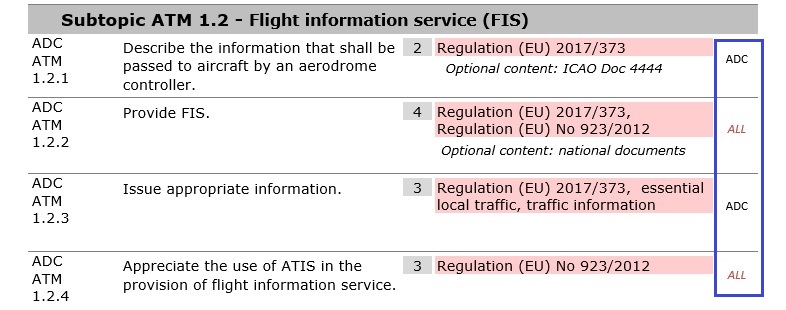 Subtopic ATM 1.2 - Flight information service (FIS)
ADC
ATM
1.2.1
Describe the information that shall be
passed to aircraft by an aerodrome
controller.
2
Regulation (EU) 2017/373
Optional content: ICAO Doc 4444
ADC
ADC
ATM
1.2.2
Provide FIS.
4
Regulation (EU) 2017/373,
Regulation (EU) No 923/2012
Optional content: national documents
ALL
ADC
ATM
1.2.3
Issue appropriate information.
3
Regulation (EU) 2017/373, essential
local traffic, traffic information
ADC
ADC
ATM
1.2.4
Appreciate the use of ATIS in the
provision of flight information service.
3
Regulation (EU) No 923/2012
ALL